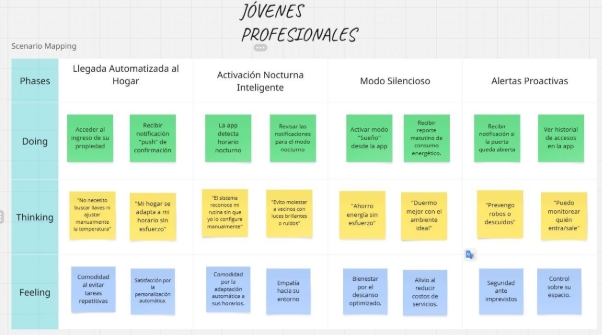 JÓVENES
PROFESIONALES
Scenario Mapping
Phases
Llegada Automatizada al
Hogar
Activación Nocturna
Inteligente
Modo Silencioso
Alertas Proactivas
Doing
Acceder al
ingreso de su
propiedad
Recibir
notificación
"push" de
confirmación
La app
detecta
horario
nocturno
Revisar las
notificaciones
para el modo
nocturno
Activar modo
"Sueño"
desde la app
Recibir
reporte
matutino de
consumo
energético.
Recibir
notificación si
la puerta
queda abierta
Ver historial
de accesos
en la app
Thinking
"No necesito
buscar llaves ni
ajustar
manualmente
la temperatura"
"Mi hogar se
adapta a mi
horario sin
esfuerzo"
"El sistema
reconoce mi
rutina sin que
yo lo configure
manualmente"
"Evito molestar
a vecinos con
luces brillantes
o ruidos"
"Ahorro
energía sin
esfuerzo"
"Duermo
mejor con el
ambiente
ideal"
"Prevengo
robos o
descuidos"
"Puedo
monitorear
quién
entra/sale"
Feeling
Comodidad
al evitar
tareas
repetitivas
Satisfacción por
la
personalización
automática.
Comodidad
por la
adaptación
automática a
sus horarios.
Empatía
hacia su
entorno
Bienestar
por el
descanso
optimizado.
Alivio al
reducir
costos de
servicios.
Seguridad
ante
imprevistos
Control
sobre su
espacio.